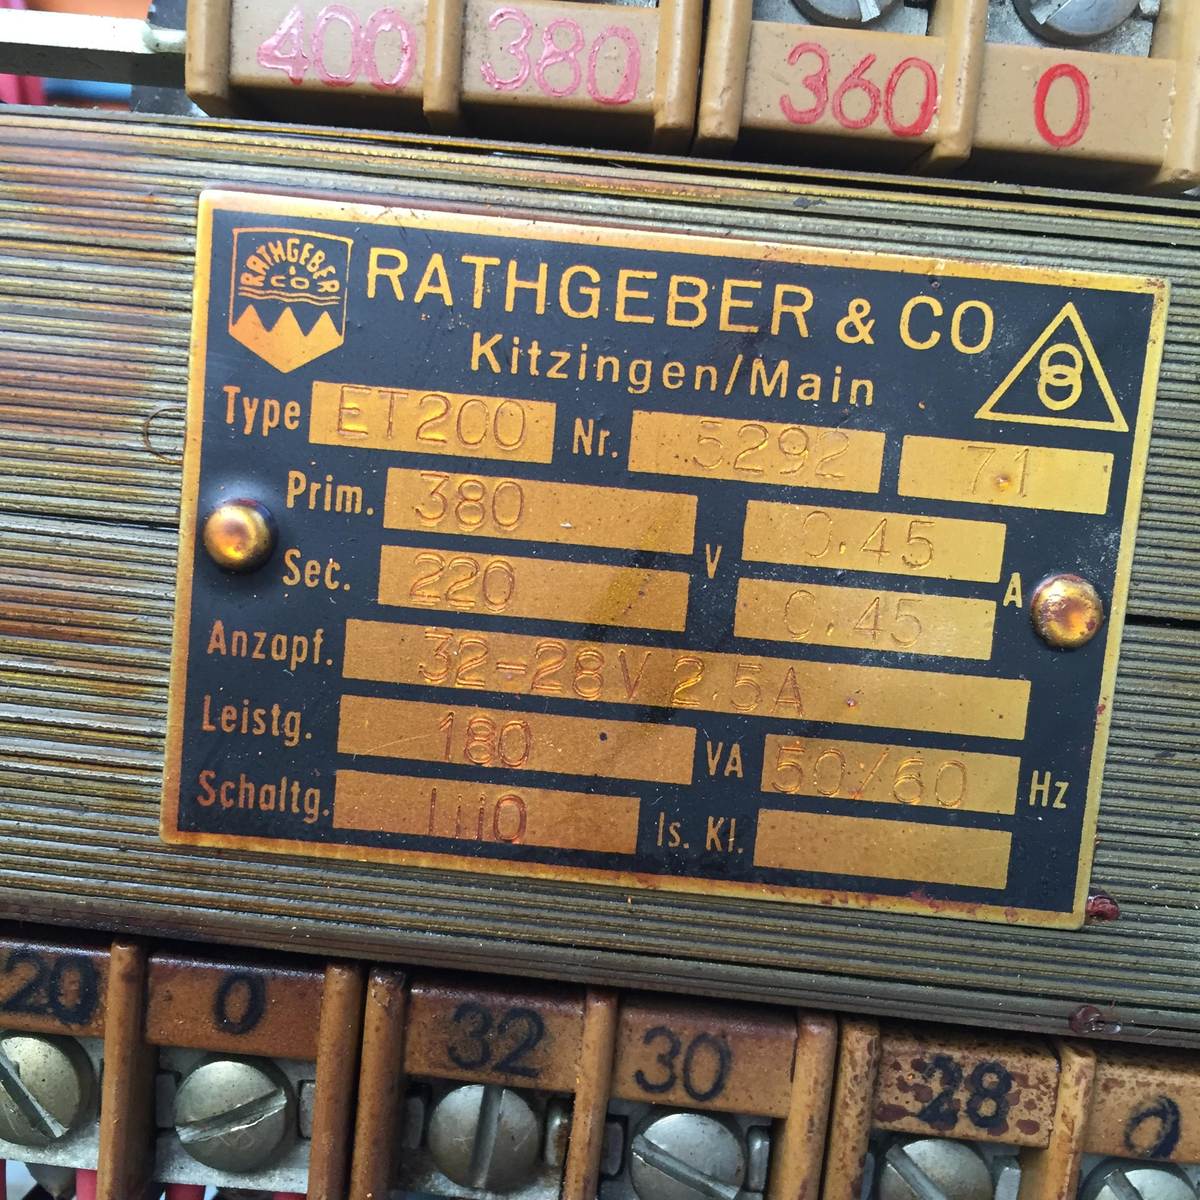 400 380 360 0
RATHGEBER
& CO
RATHGEBER & CO
Kitzingen/Main
Type ET200 Nr. 5292 71
Prim. 380 V 0.45 A
Sec. 220 0.45
Anzapf. 32-28V 2.5A
Leistg. 180 VA 50/60 Hz
Schaltg. Is. Kl.
20 0 32 30 28 0